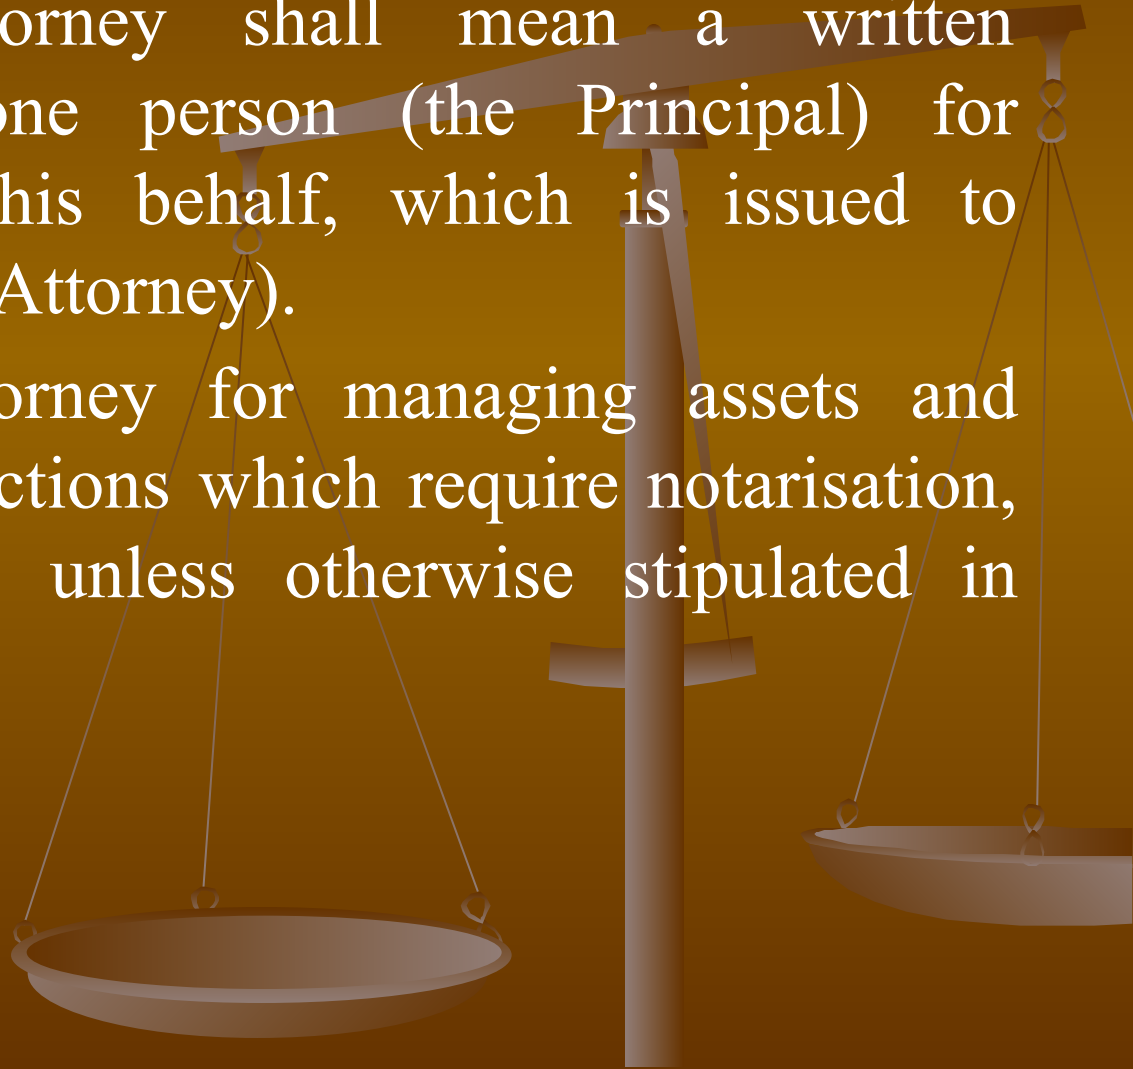 orney shall mean a written
one person (the Principal) for
his behalf, which is issued to
Attorney).
orney for managing assets and
ctions which require notarisation,
unless otherwise stipulated in